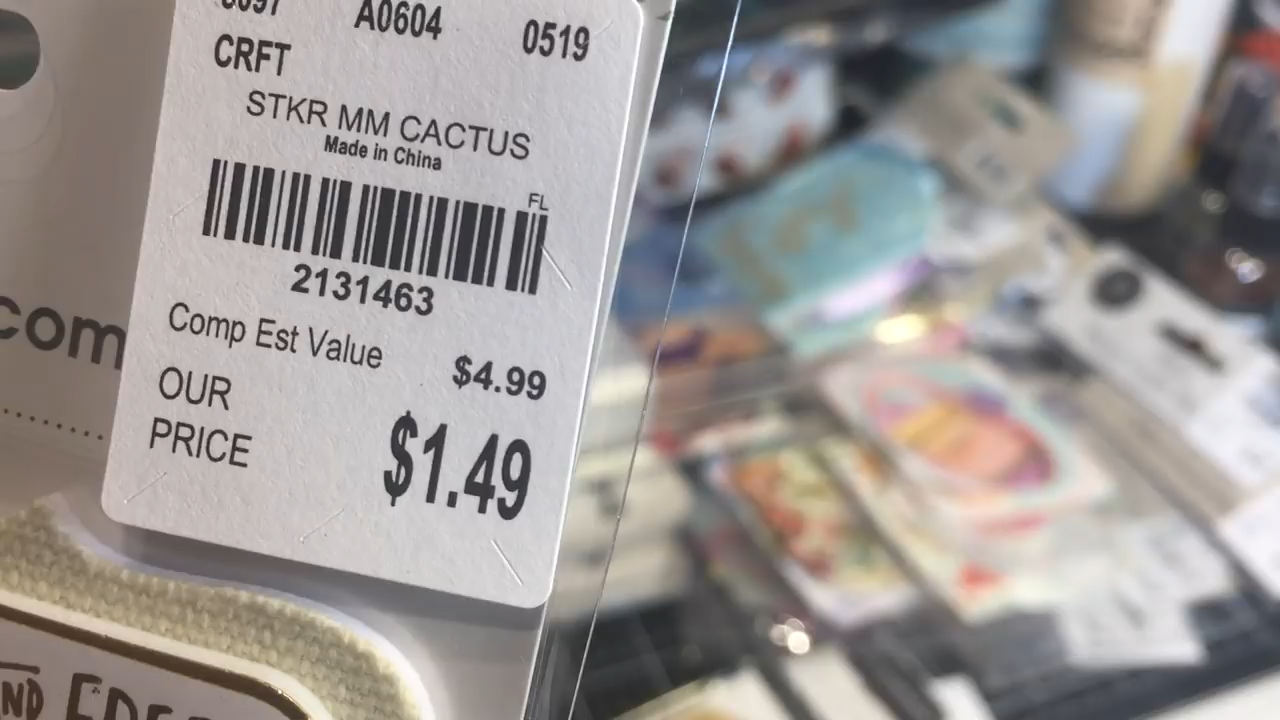 A0604 0519
CRFT
STKR MM CACTUS
Made in China
FL
2131463
Comp Est Value $4.99
OUR
PRICE $1.49
com
ND